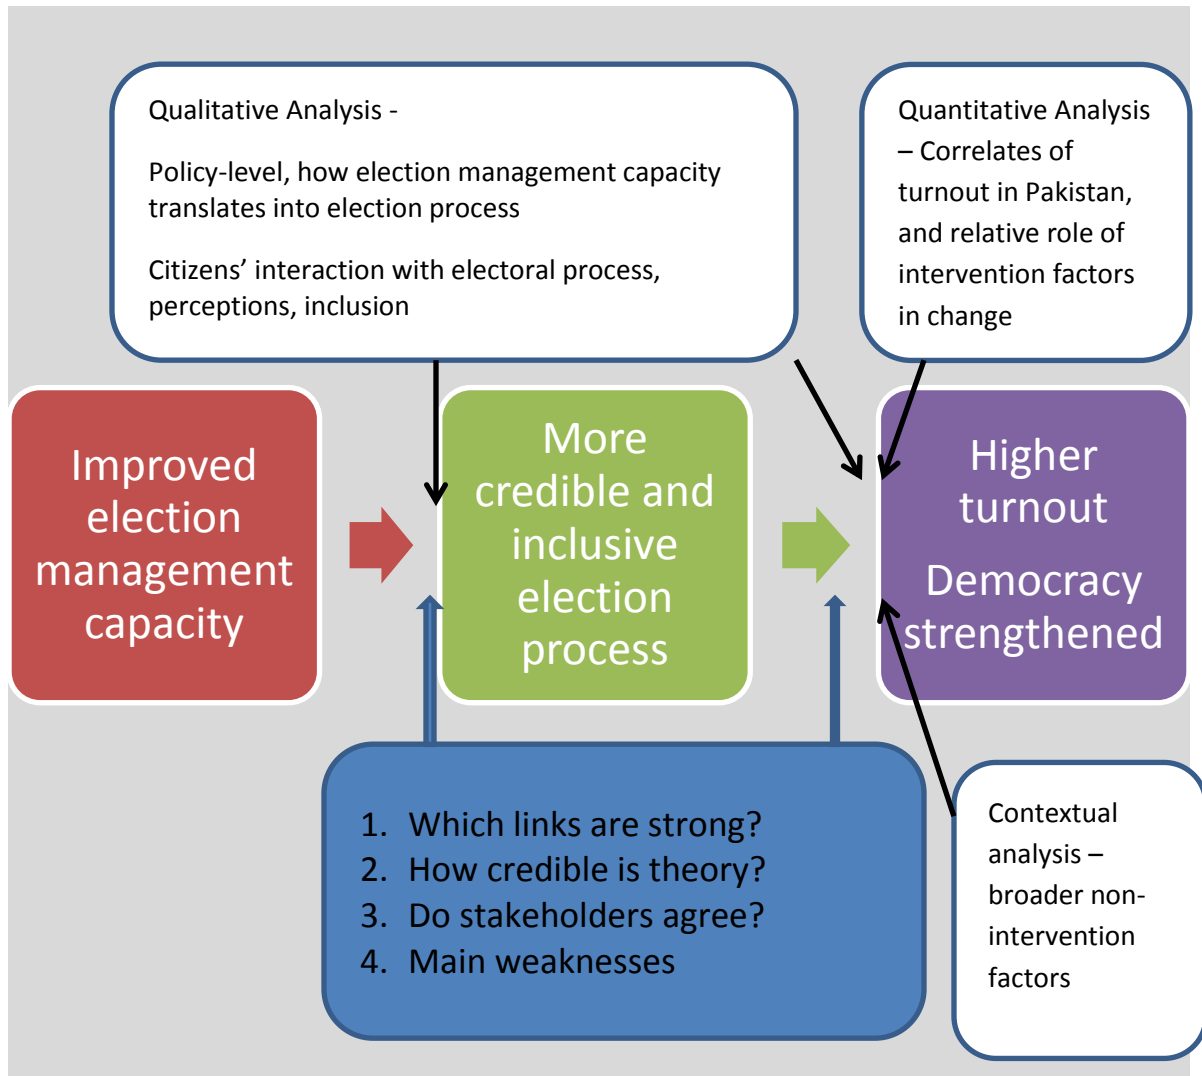 Qualitative Analysis -
Policy-level, how election management capacity
translates into election process
Citizens’ interaction with electoral process,
perceptions, inclusion
Quantitative Analysis
– Correlates of
turnout in Pakistan,
and relative role of
intervention factors
in change
Improved
election
management
capacity
More
credible and
inclusive
election
process
Higher
turnout
Democracy
strengthened
1. Which links are strong?
2. How credible is theory?
3. Do stakeholders agree?
4. Main weaknesses
Contextual
analysis –
broader non-
intervention
factors